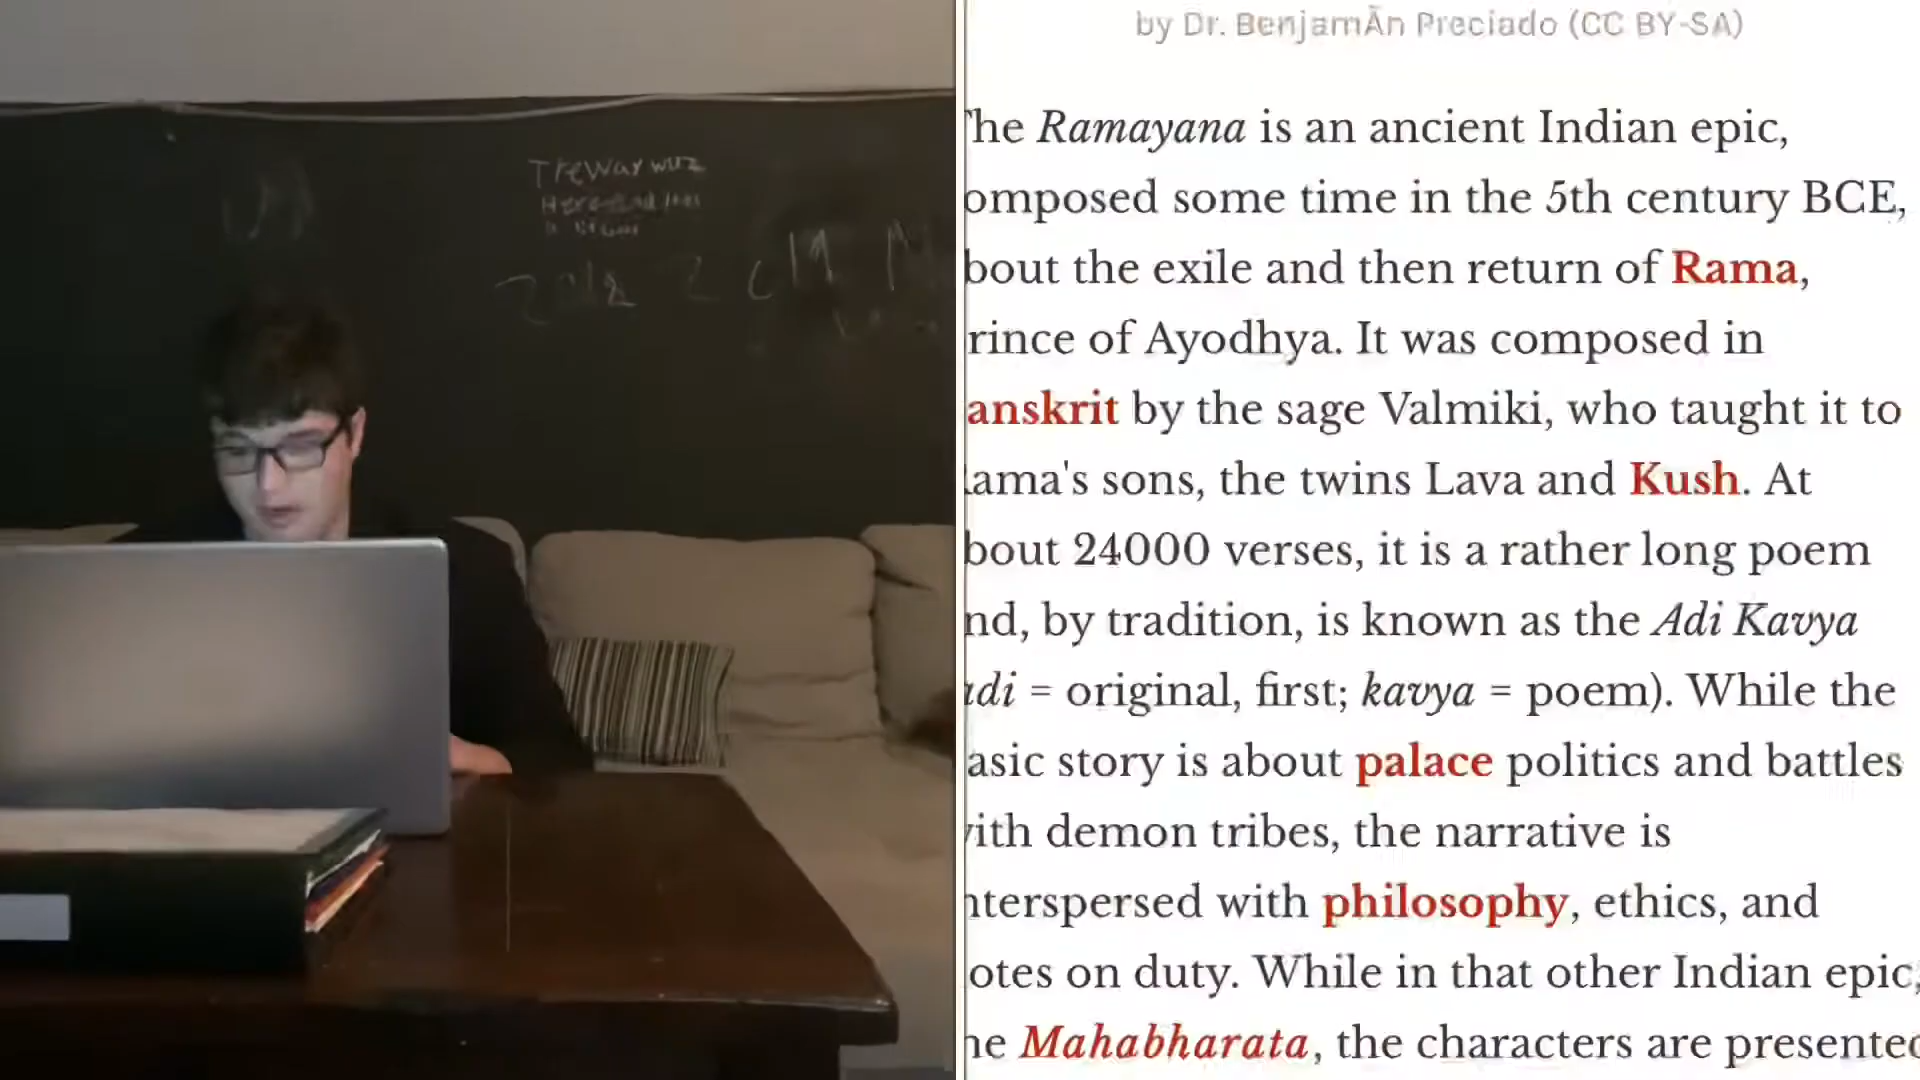 TreWay wuz
by Dr. BenjamÃn Preciado (CC BY-SA)
he Ramayana is an ancient Indian epic,
omposed some time in the 5th century BCE,
bout the exile and then return of Rama,
rince of Ayodhya. It was composed in
anskrit by the sage Valmiki, who taught it to
ama's sons, the twins Lava and Kush. At
bout 24000 verses, it is a rather long poem
nd, by tradition, is known as the Adi Kavya
di = original, first; kavya = poem). While the
asic story is about palace politics and battles
ith demon tribes, the narrative is
nterspersed with philosophy, ethics, and
otes on duty. While in that other Indian epic,
he Mahabharata, the characters are presented